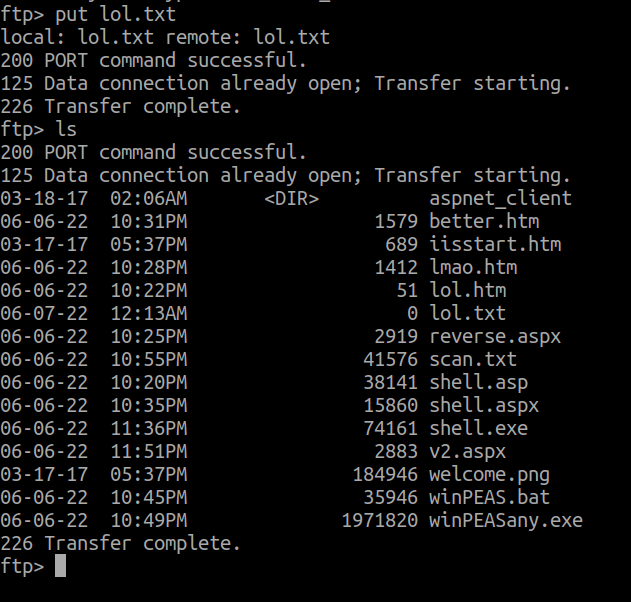 ftp> put lol.txt
local: lol.txt remote: lol.txt
200 PORT command successful.
125 Data connection already open; Transfer starting.
226 Transfer complete.
ftp> ls
200 PORT command successful.
125 Data connection already open; Transfer starting.
03-18-17  02:06AM       <DIR>          aspnet_client
06-06-22  10:31PM                 1579 better.htm
03-17-17  05:37PM                  689 iisstart.htm
06-06-22  10:28PM                 1412 lmao.htm
06-06-22  10:22PM                   51 lol.htm
06-07-22  12:13AM                    0 lol.txt
06-06-22  10:25PM                 2919 reverse.aspx
06-06-22  10:55PM                41576 scan.txt
06-06-22  10:20PM                38141 shell.asp
06-06-22  10:35PM                15860 shell.aspx
06-06-22  11:36PM                74161 shell.exe
06-06-22  11:51PM                 2883 v2.aspx
03-17-17  05:37PM               184946 welcome.png
06-06-22  10:45PM                35946 winPEAS.bat
06-06-22  10:49PM              1971820 winPEASany.exe
226 Transfer complete.
ftp>